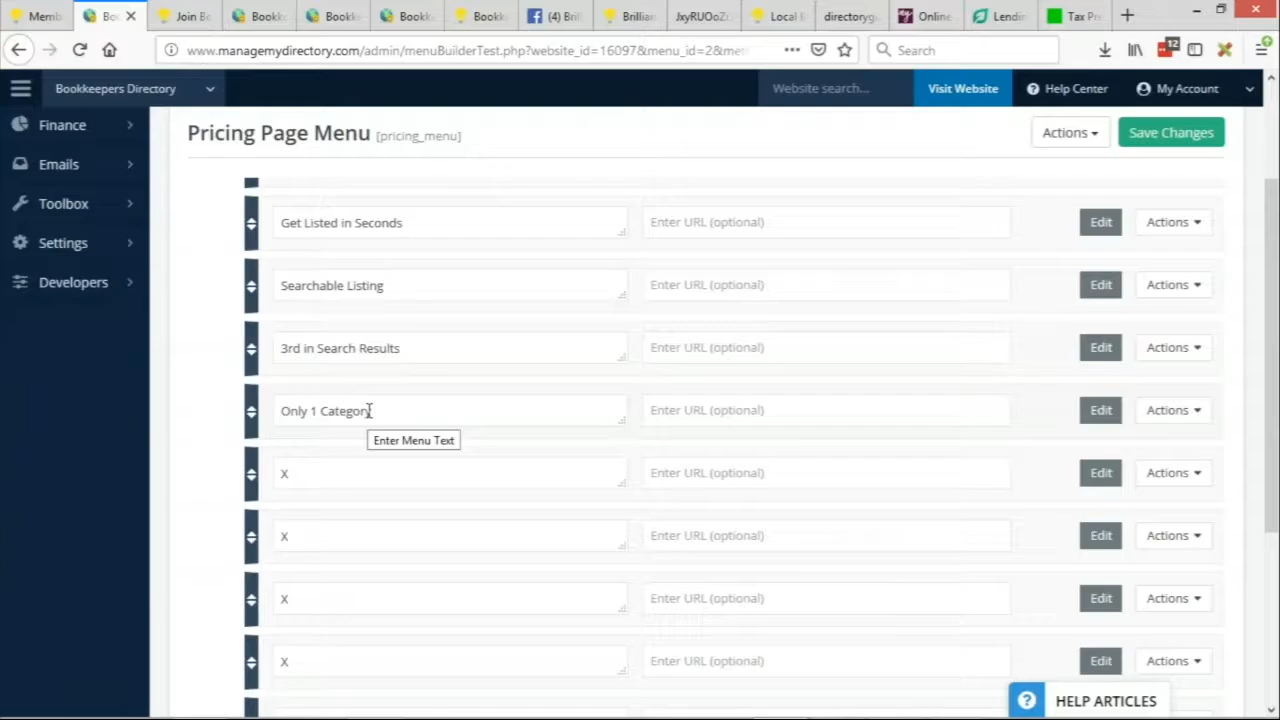 Memb
Boo
Join B
Bookk
Bookk
Bookk
Bookk
(4) Bril
Brillian
JxyRUOoZ
Local
directoryg
Online
Lendin
Tax Pr
www.managemydirectory.com/admin/menuBuilderTest.php?website_id=16097&menu_id=2&me
Search
12
Bookkeepers Directory
Website search...
Visit Website
Help Center
My Account
Finance
Emails
Toolbox
Settings
Developers
Pricing Page Menu [pricing_menu]
Actions
Save Changes
Get Listed in Seconds
Enter URL (optional)
Edit
Actions
Searchable Listing
Enter URL (optional)
Edit
Actions
3rd in Search Results
Enter URL (optional)
Edit
Actions
Only 1 Category
Enter URL (optional)
Edit
Actions
Enter Menu Text
X
Enter URL (optional)
Edit
Actions
X
Enter URL (optional)
Edit
Actions
X
Enter URL (optional)
Edit
Actions
X
Enter URL (optional)
Edit
Actions
? HELP ARTICLES